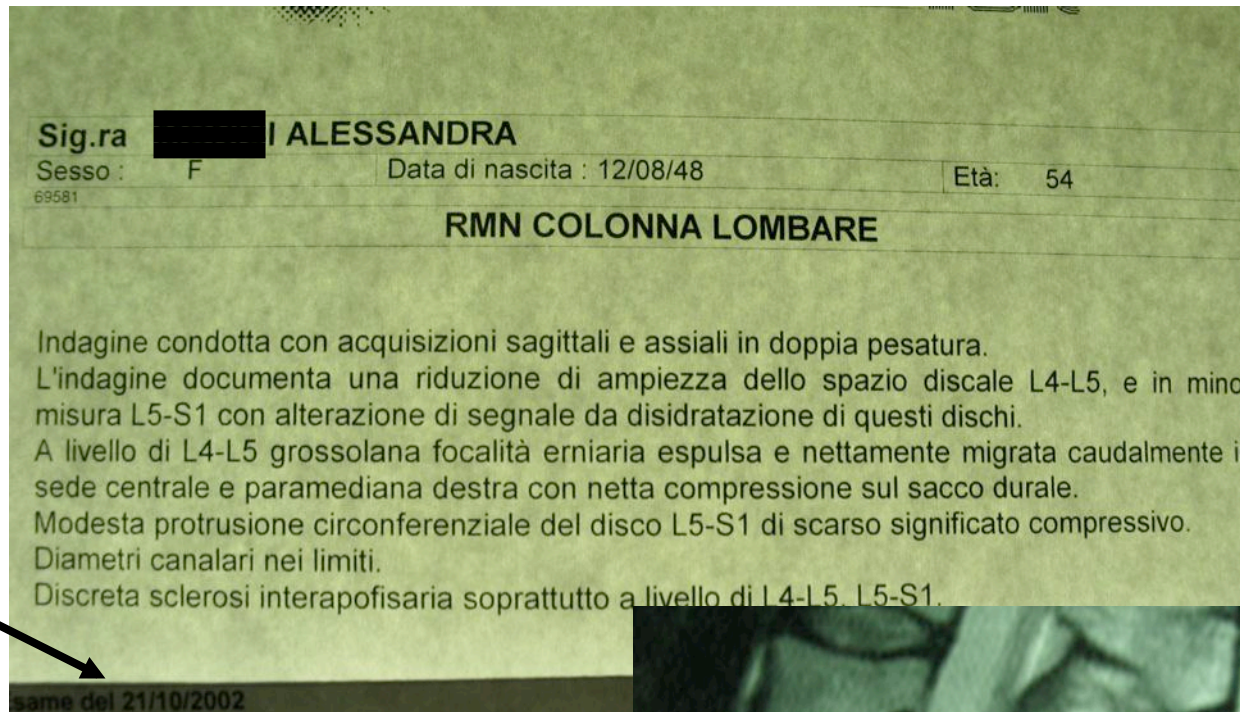 Sig.ra I ALESSANDRA
Sesso : F Data di nascita : 12/08/48 Età: 54
69581
RMN COLONNA LOMBARE
Indagine condotta con acquisizioni sagittali e assiali in doppia pesatura.
L'indagine documenta una riduzione di ampiezza dello spazio discale L4-L5, e in mino
misura L5-S1 con alterazione di segnale da disidratazione di questi dischi.
A livello di L4-L5 grossolana focalità erniaria espulsa e nettamente migrata caudalmente i
sede centrale e paramediana destra con netta compressione sul sacco durale.
Modesta protrusione circonferenziale del disco L5-S1 di scarso significato compressivo.
Diametri canalari nei limiti.
Discreta sclerosi interapofisaria soprattutto a livello di L4-L5, L5-S1.
same del 21/10/2002